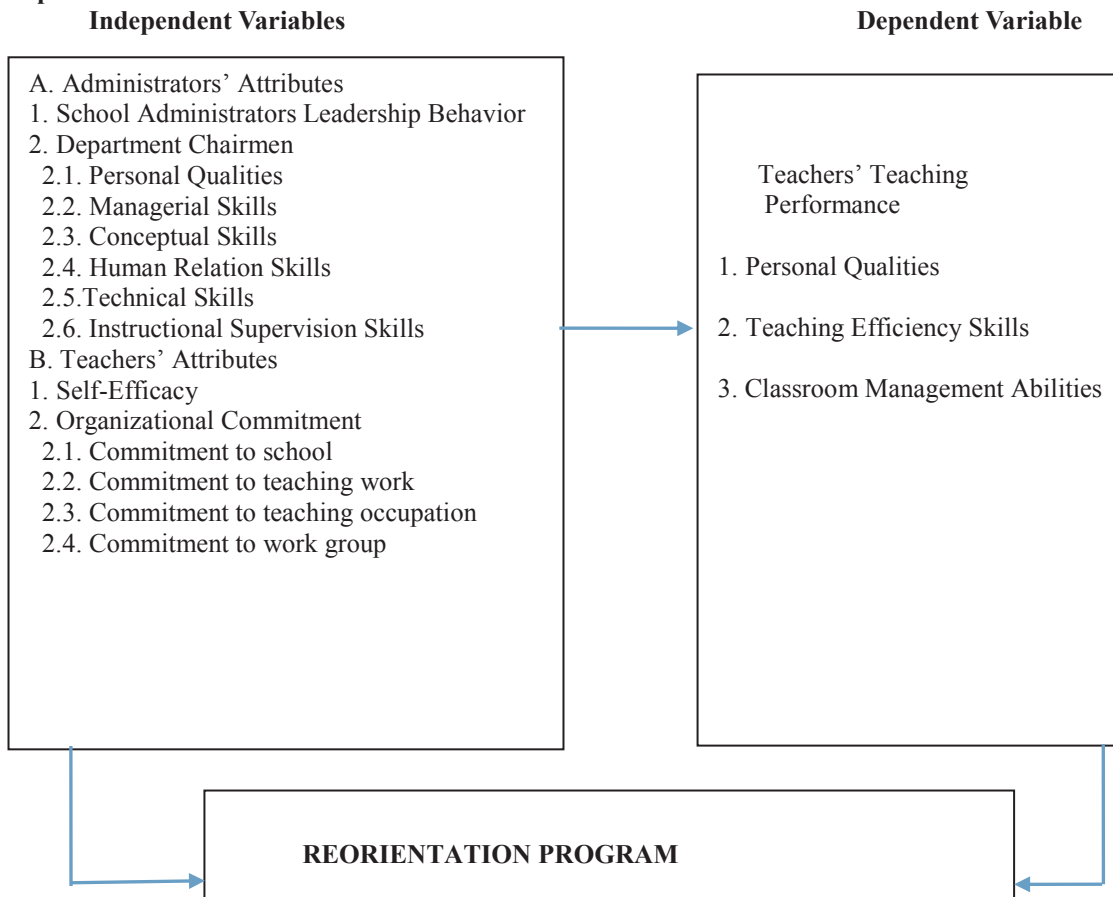 Independent Variables
Dependent Variable
A. Administrators’ Attributes
1. School Administrators Leadership Behavior
2. Department Chairmen
2.1. Personal Qualities
2.2. Managerial Skills
2.3. Conceptual Skills
2.4. Human Relation Skills
2.5.Technical Skills
2.6. Instructional Supervision Skills
B. Teachers’ Attributes
1. Self-Efficacy
2. Organizational Commitment
2.1. Commitment to school
2.2. Commitment to teaching work
2.3. Commitment to teaching occupation
2.4. Commitment to work group
Teachers’ Teaching
Performance
1. Personal Qualities
2. Teaching Efficiency Skills
3. Classroom Management Abilities
REORIENTATION PROGRAM